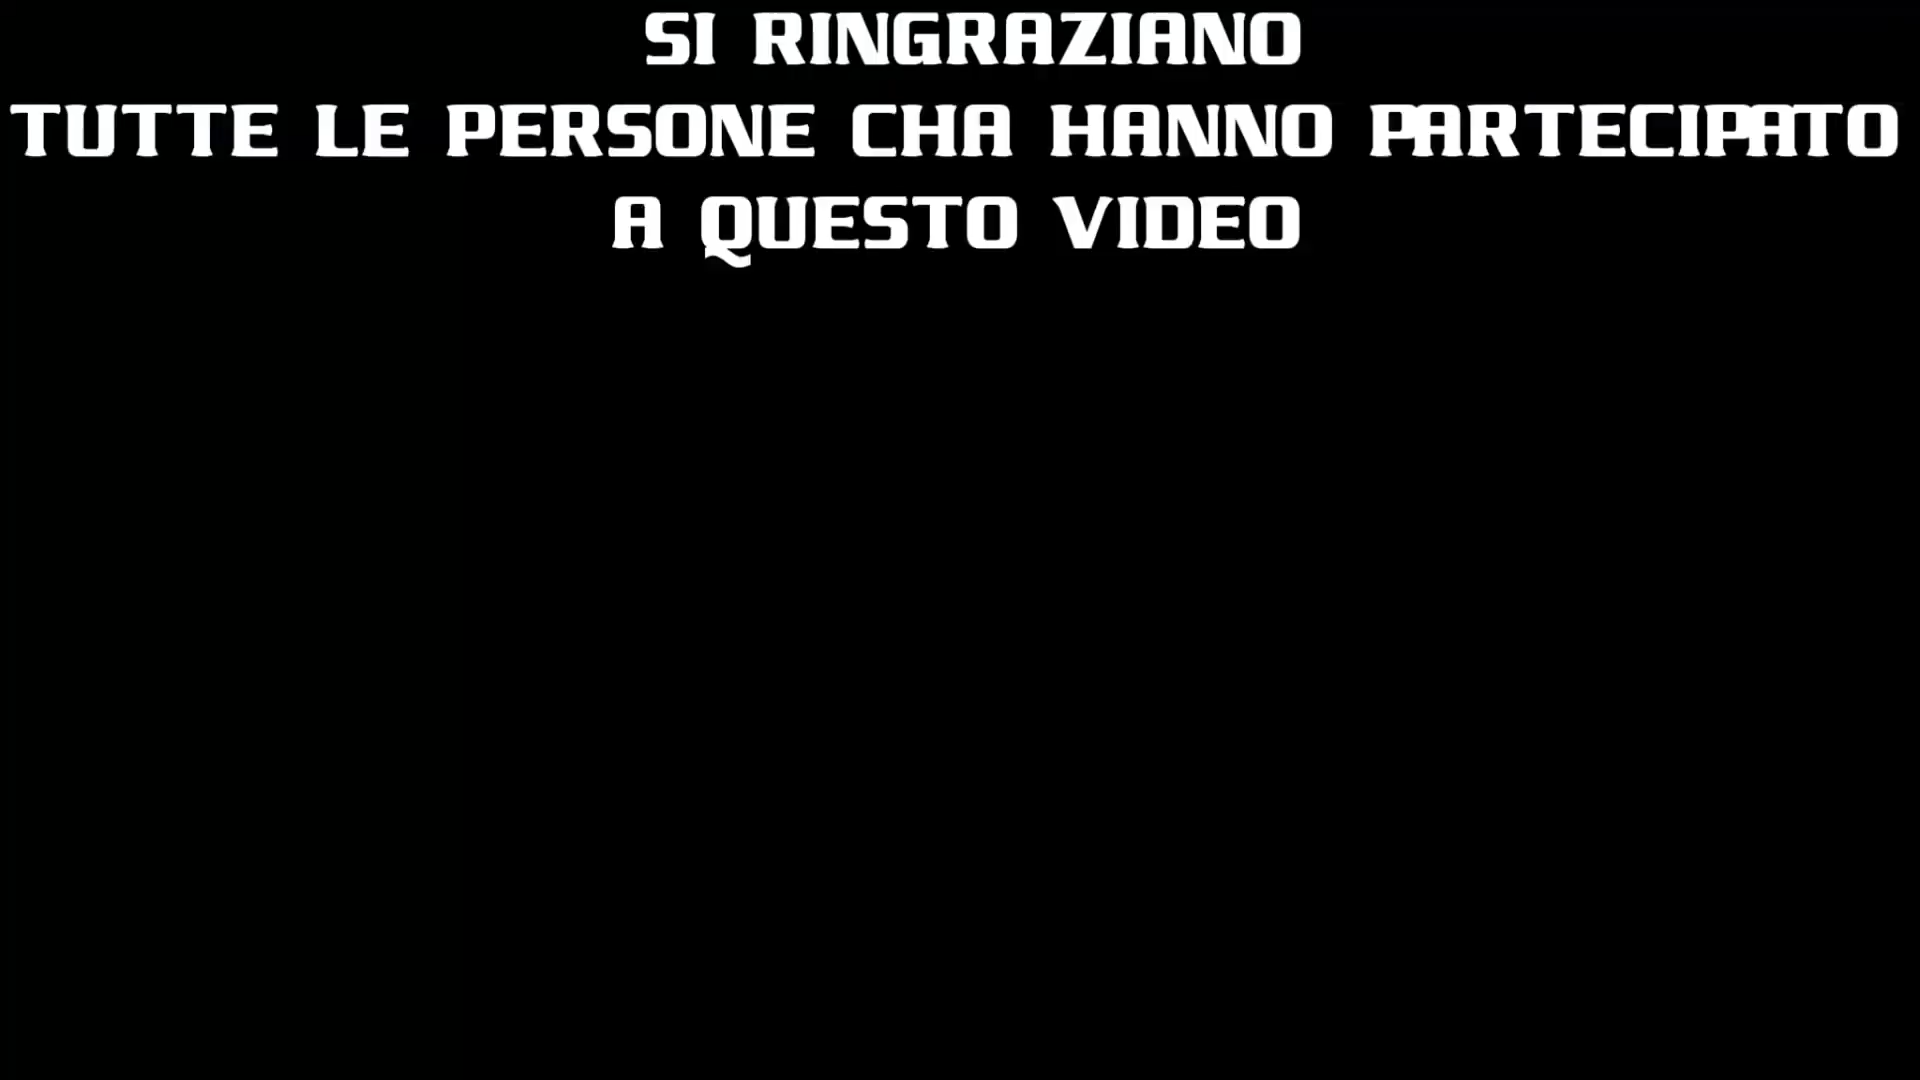 SI RINGRAZIANO
TUTTE LE PERSONE CHA HANNO PARTECIPATO
A QUESTO VIDEO